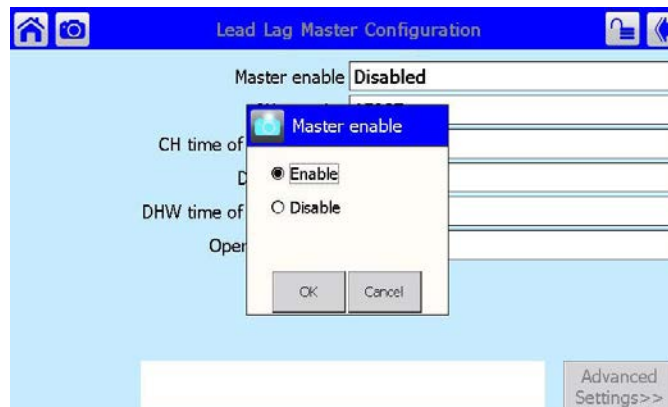 Lead Lag Master Configuration
Master enable Disabled
Master enable
CH time of
Enable
D
DHW time of
Disable
Oper
OK Cancel
Advanced
Settings>>